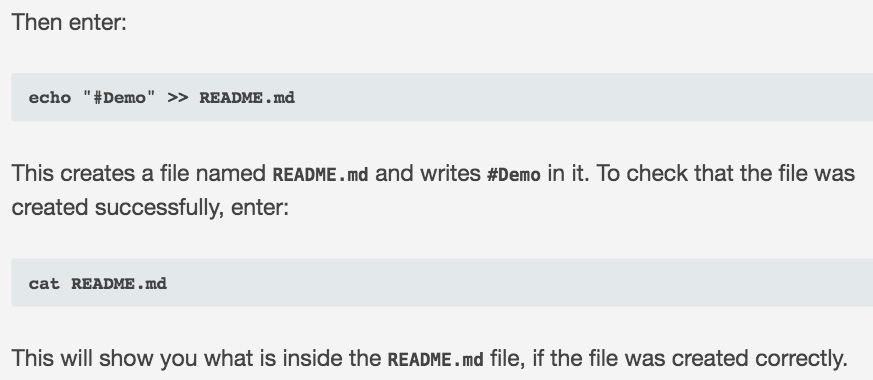 Then enter:
echo "#Demo" >> README.md
This creates a file named README.md and writes #Demo in it. To check that the file was
created successfully, enter:
cat README.md
This will show you what is inside the README.md file, if the file was created correctly.